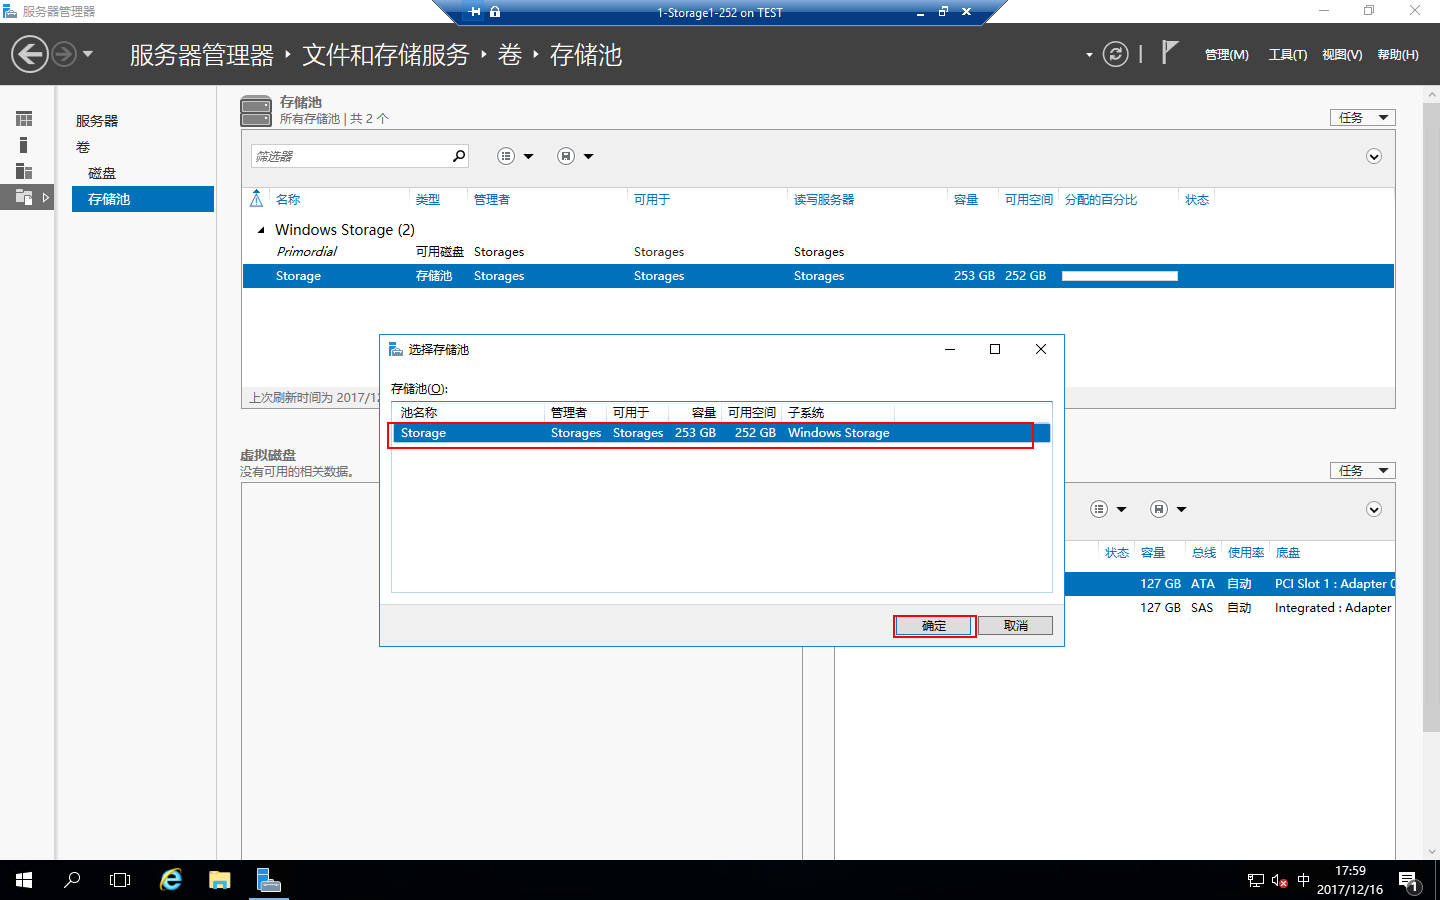 服务器管理器
1-Storage1-252 on TEST
服务器管理器 文件和存储服务 卷 存储池
管理(M) 工具(T) 视图(V) 帮助(H)
服务器
卷
磁盘
存储池
存储池
所有存储池 | 共 2 个
任务
筛选器
名称 类型 管理者 可用于 读写服务器 容量 可用空间 分配的百分比 状态
Windows Storage (2)
Primordial 可用磁盘 Storages Storages Storages
Storage 存储池 Storages Storages Storages 253 GB 252 GB
上次刷新时间为 2017/12
选择存储池
存储池(O):
池名称 管理者 可用于 容量 可用空间 子系统
Storage Storages Storages 253 GB 252 GB Windows Storage
确定 取消
虚拟磁盘
没有可用的相关数据。
任务
状态 容量 总线 使用率 底盘
127 GB ATA 自动 PCI Slot 1 : Adapter 0
127 GB SAS 自动 Integrated : Adapter
中
17:59
2017/12/16
1